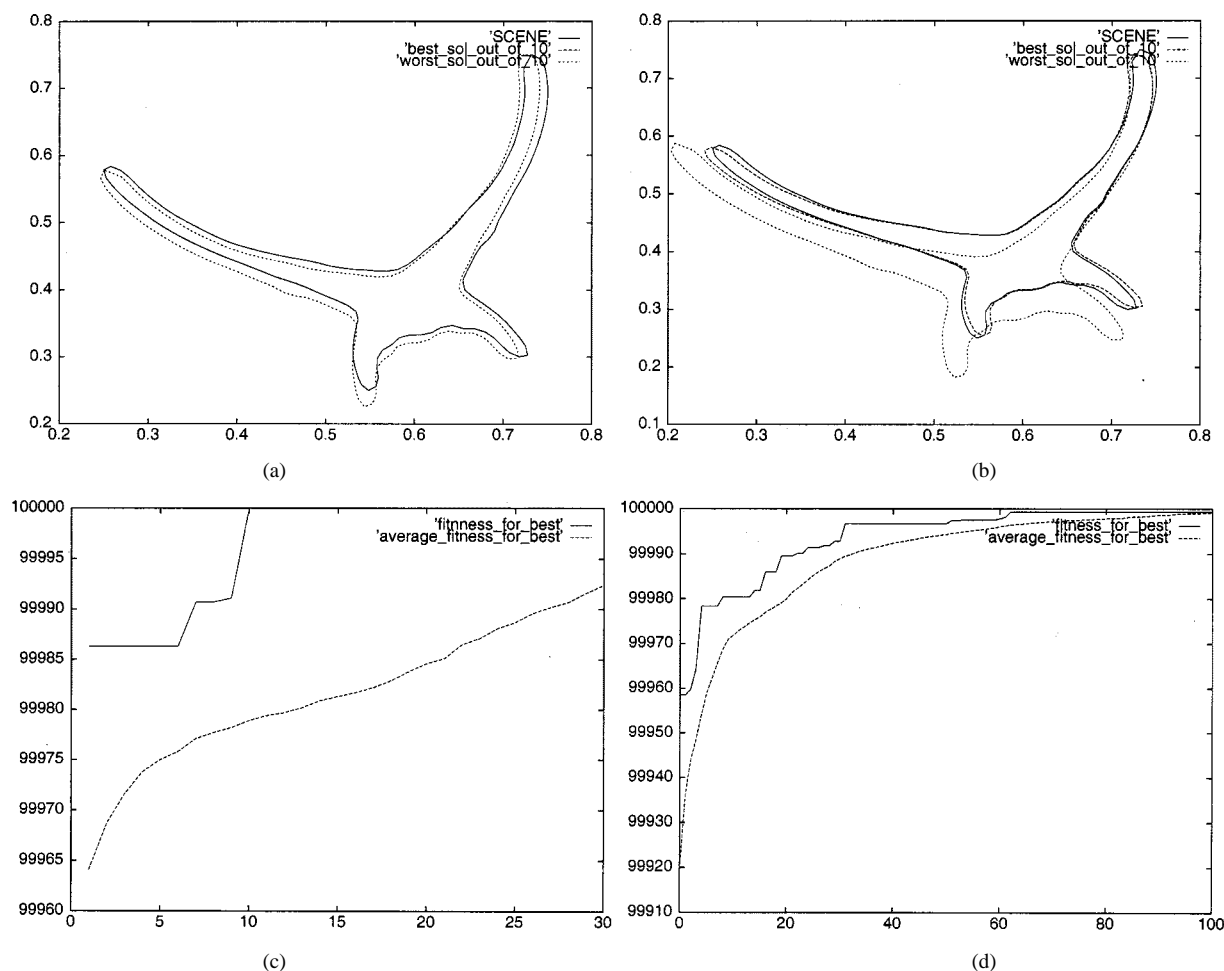 0.8
0.7
0.6
0.5
0.4
0.3
0.2
0.2 0.3 0.4 0.5 0.6 0.7 0.8
'SCENE'
'best_sol_out_of_10'
'worst_sol_out_of_10'
(a)
0.8
0.7
0.6
0.5
0.4
0.3
0.2
0.1
0.2 0.3 0.4 0.5 0.6 0.7 0.8
'SCENE'
'best_sol_out_of_10'
'worst_sol_out_of_10'
(b)
100000
99995
99990
99985
99980
99975
99970
99965
99960
0 5 10 15 20 25 30
'fitnness_for_best'
'average_fitness_for_best'
(c)
100000
99990
99980
99970
99960
99950
99940
99930
99920
99910
0 20 40 60 80 100
'fitness_for_best'
'average_fitness_for_best'
(d)